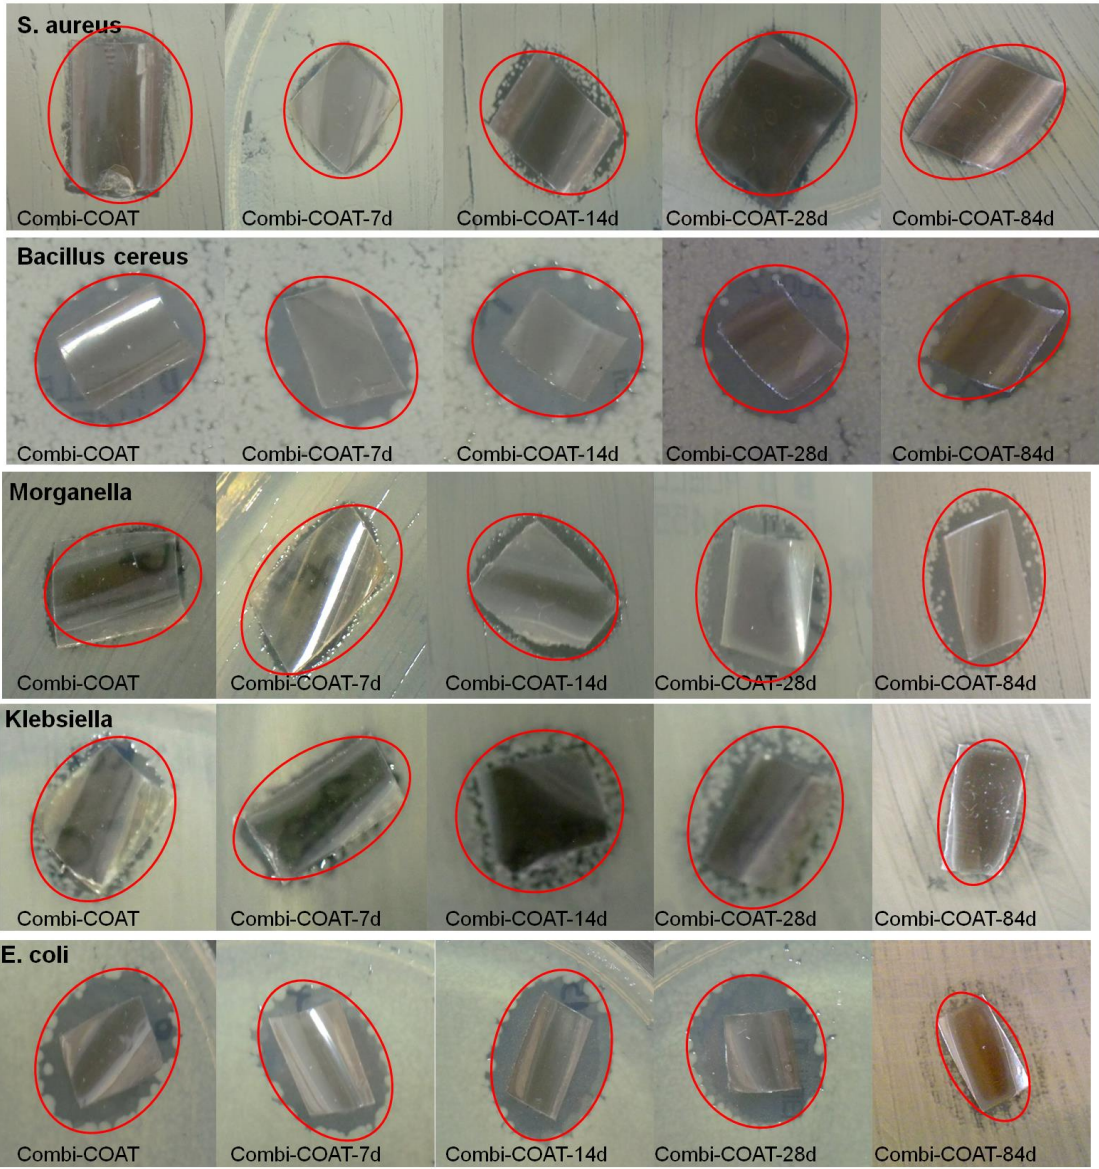 S. aureus
Combi-COAT
Combi-COAT-7d
Combi-COAT-14d
Combi-COAT-28d
Combi-COAT-84d
Bacillus cereus
Combi-COAT
Combi-COAT-7d
Combi-COAT-14d
Combi-COAT-28d
Combi-COAT-84d
Morganella
Combi-COAT
Combi-COAT-7d
Combi-COAT-14d
Combi-COAT-28d
Combi-COAT-84d
Klebsiella
Combi-COAT
Combi-COAT-7d
Combi-COAT-14d
Combi-COAT-28d
Combi-COAT-84d
E. coli
Combi-COAT
Combi-COAT-7d
Combi-COAT-14d
Combi-COAT-28d
Combi-COAT-84d